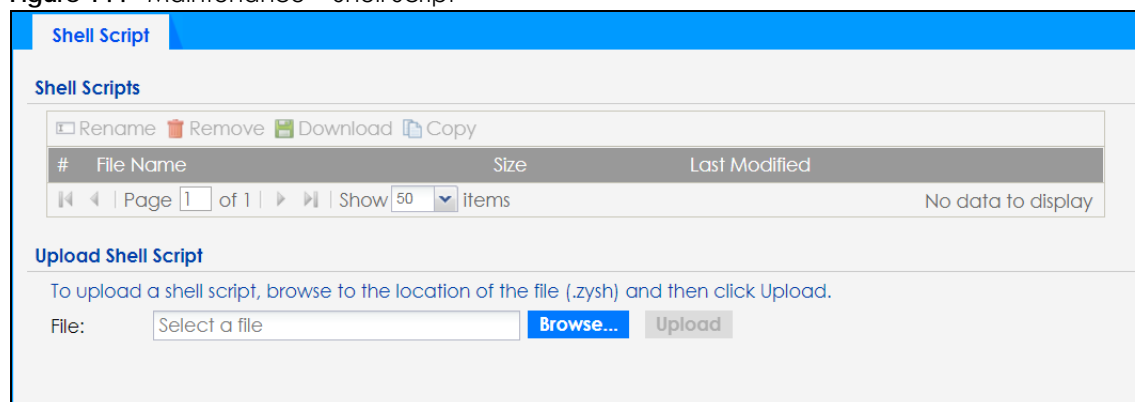 Shell Script
Shell Scripts
Rename Remove Download Copy
# File Name Size Last Modified
Page 1 of 1 Show 50 items No data to display
Upload Shell Script
To upload a shell script, browse to the location of the file (.zysh) and then click Upload.
File: Select a file Browse... Upload